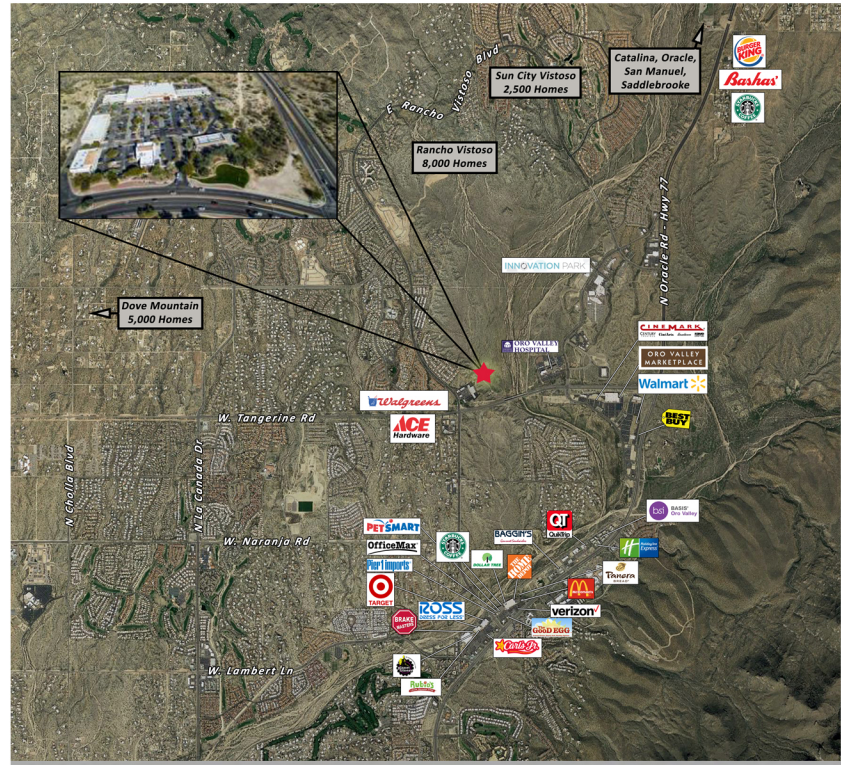 BURGER
KING
Bashas'
STARBUCKS
COFFEE
Catalina, Oracle,
San Manuel,
Saddlebrooke
Sun City Vistoso
2,500 Homes
E Rancho Vistoso Blvd
Rancho Vistoso
8,000 Homes
N Oracle Rd - Hwy 77
INNOVATION PARK
Dove Mountain
5,000 Homes
CINEMARK
CENTURY
ORO VALLEY
HOSPITAL
ORO VALLEY
MARKETPLACE
Walmart
Walgreens
BEST
BUY
ACE
Hardware
W. Tangerine Rd
N Cholla Blvd
N La Canada Dr
bsi
BASIS
Oro Valley
PETSMART
QT
QuikTrip
BAGGIN'S
STARBUCKS
COFFEE
W. Naranja Rd
OfficeMax
Holiday Inn
Express
DOLLAR TREE
THE
HOME
DEPOT
Pier 1 imports
Panera
BREAD
TARGET
ROSS
DRESS FOR LESS
verizon
BRAKE
MASTERS
THE
GOOD EGG
Carl's Jr.
W. Lambert Ln
Rubio's